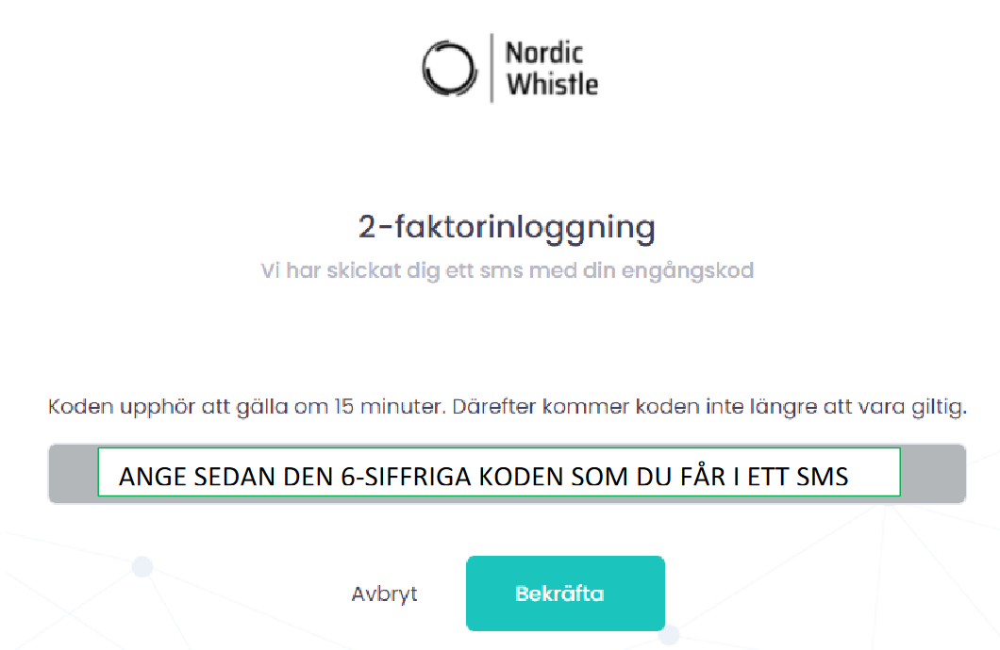 Nordic
Whistle
2-faktorinloggning
Vi har skickat dig ett sms med din engångskod
Koden upphör att gälla om 15 minuter. Därefter kommer koden inte längre att vara giltig.
ANGE SEDAN DEN 6-SIFFRIGA KODEN SOM DU FÅR I ETT SMS
Avbryt Bekräfta